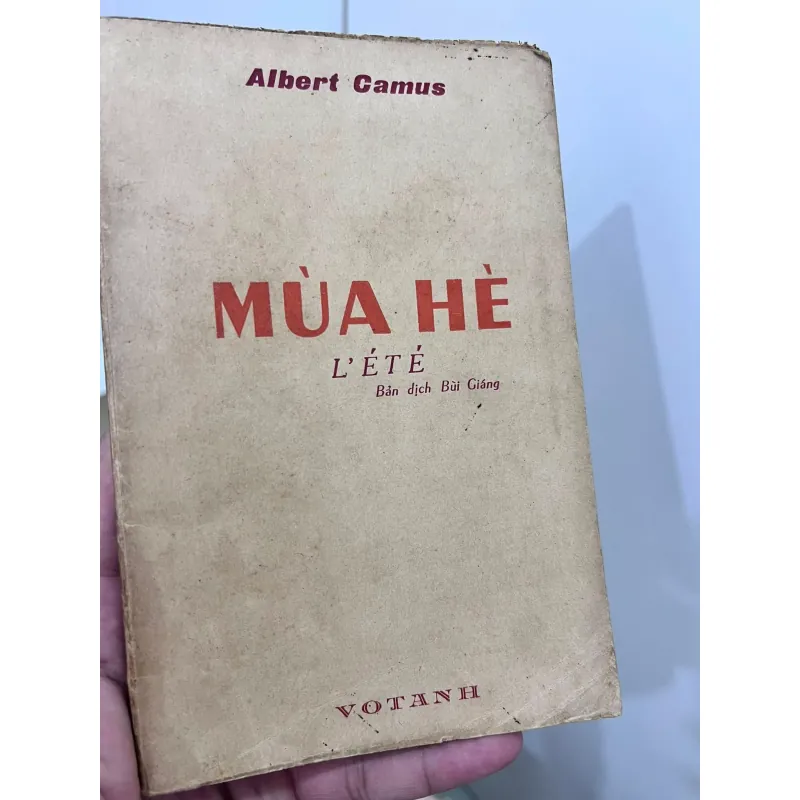 Albert Camus
MÙA HÈ
L'ÉTÉ
Bản dịch Bùi Giáng
VOTANH